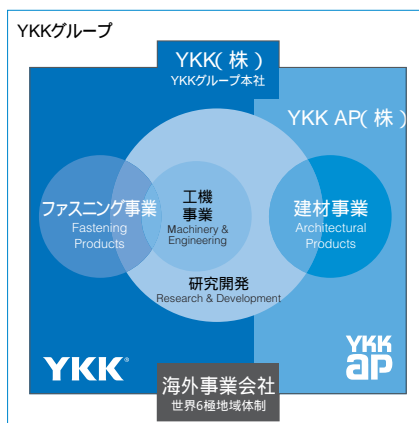 YKKグループ
YKK(株)
YKKグループ本社
YKK AP(株)
ファスニング事業
Fastening
Products
工機
事業
Machinery &
Engineering
建材事業
Architectural
Products
研究開発
Research & Development
YKK®
YKK
ap
海外事業会社
世界6極地域体制